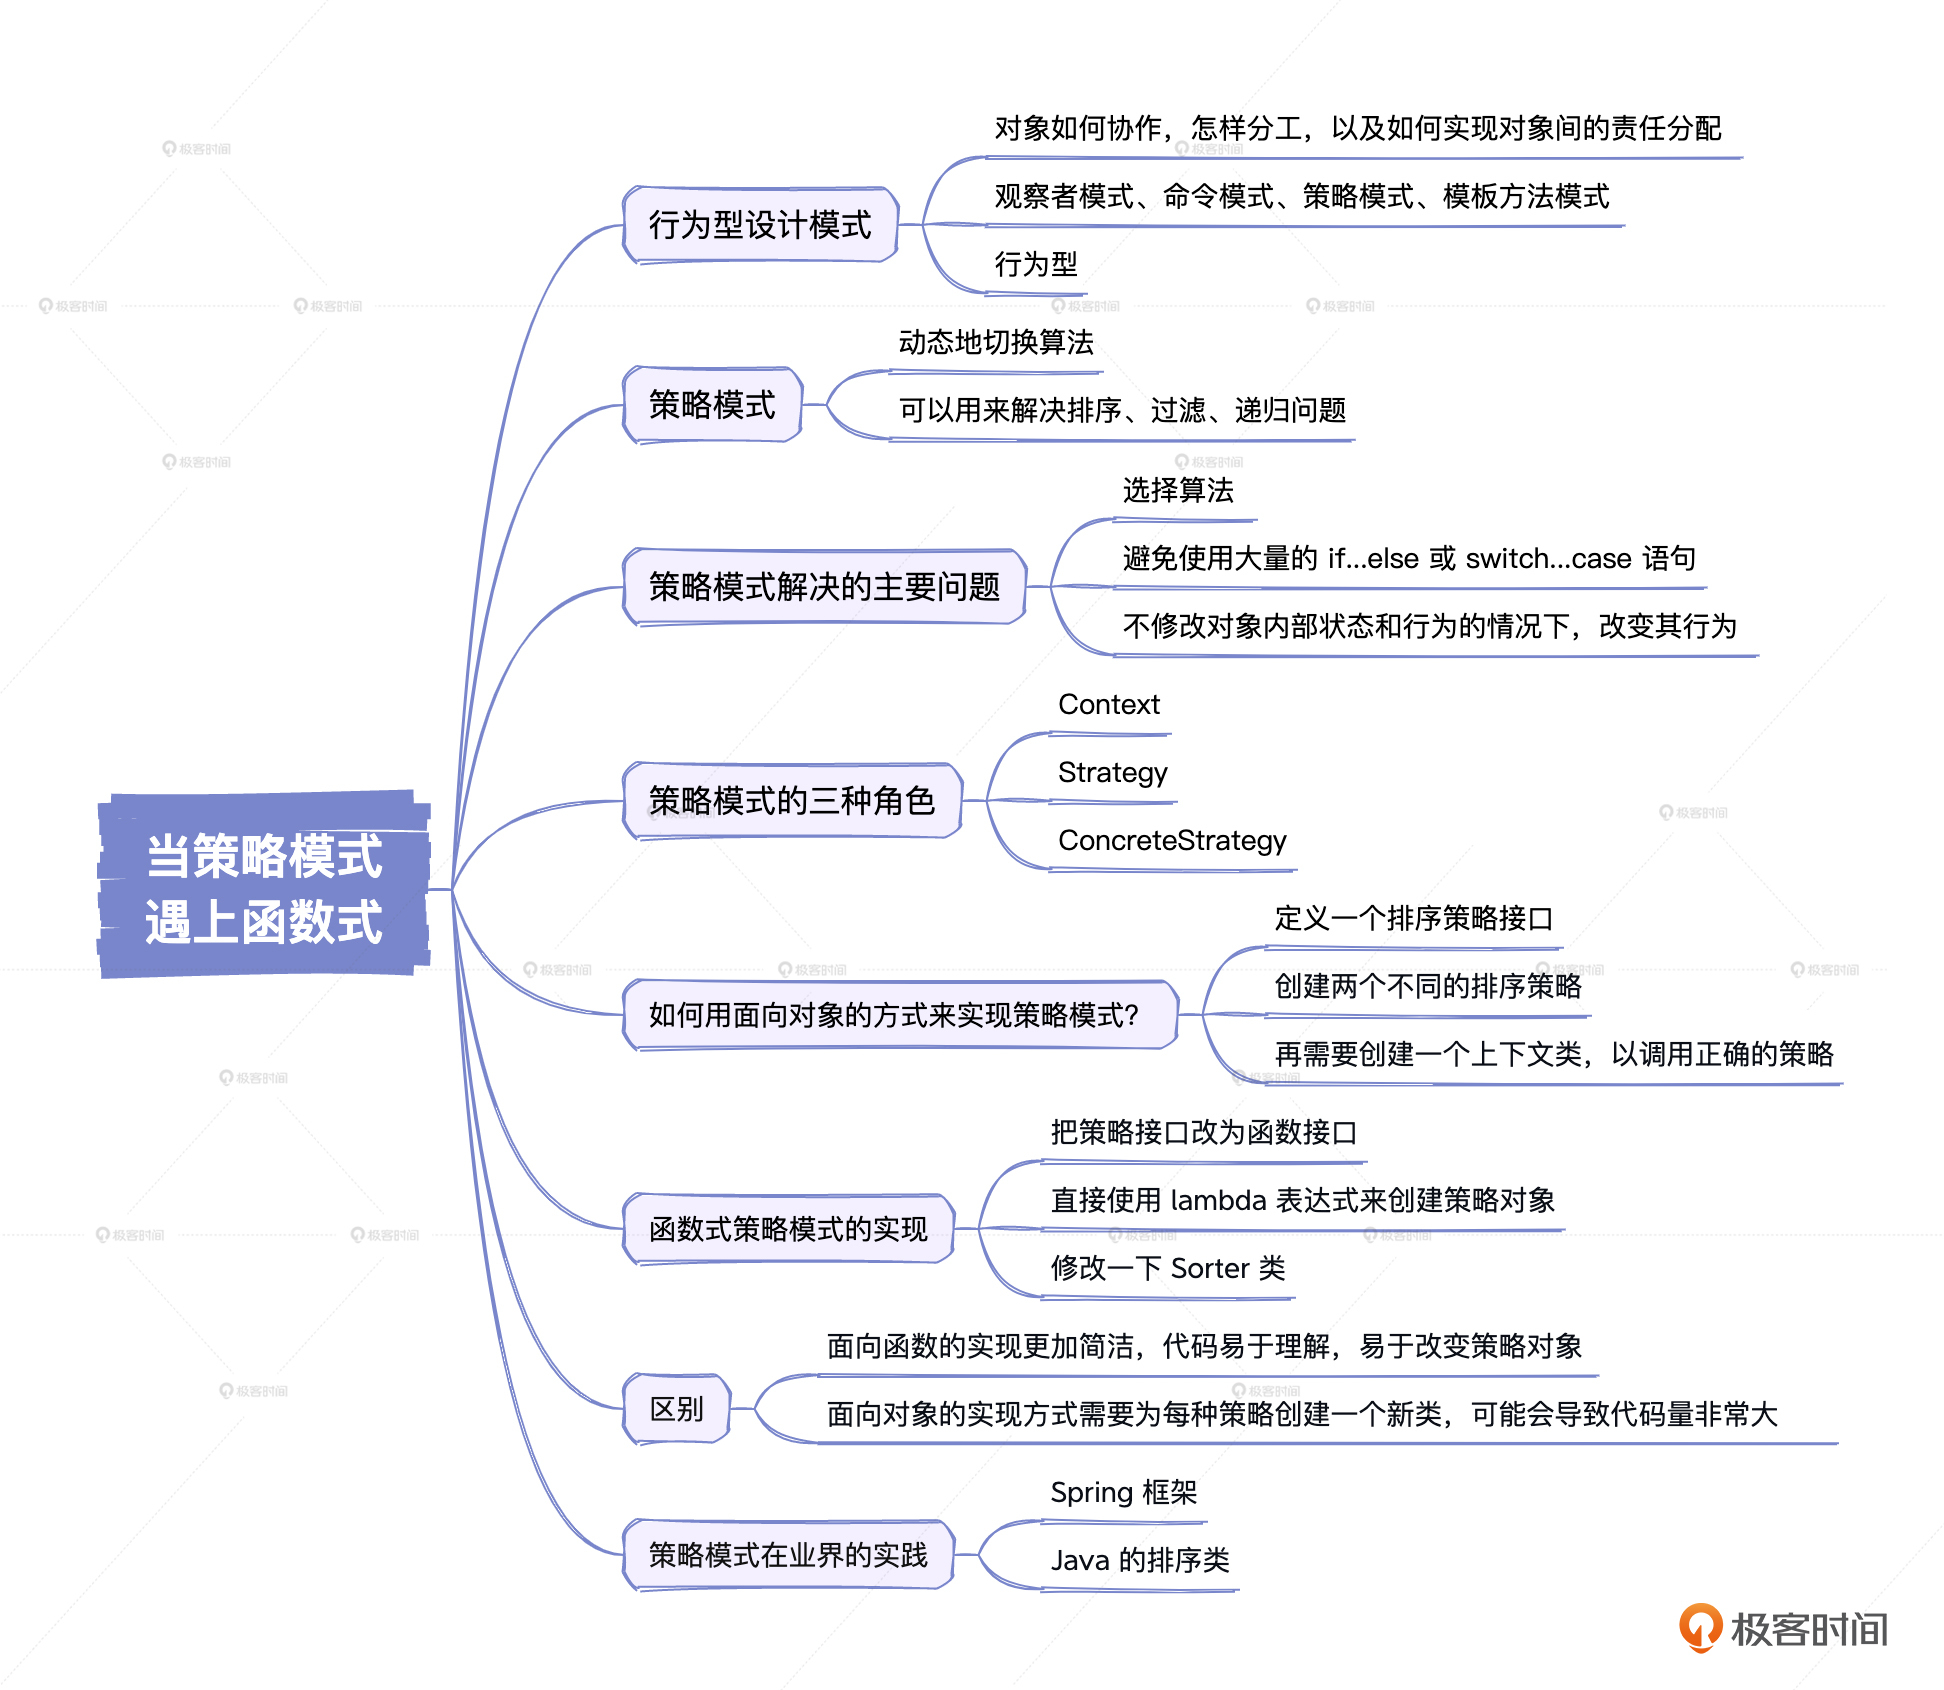 当策略模式
遇上函数式
行为型设计模式
对象如何协作，怎样分工，以及如何实现对象间的责任分配
观察者模式、命令模式、策略模式、模板方法模式
行为型
策略模式
动态地切换算法
可以用来解决排序、过滤、递归问题
策略模式解决的主要问题
选择算法
避免使用大量的 if...else 或 switch...case 语句
不修改对象内部状态和行为的情况下，改变其行为
策略模式的三种角色
Context
Strategy
ConcreteStrategy
如何用面向对象的方式来实现策略模式？
定义一个排序策略接口
创建两个不同的排序策略
再需要创建一个上下文类，以调用正确的策略
函数式策略模式的实现
把策略接口改为函数接口
直接使用 lambda 表达式来创建策略对象
修改一下 Sorter 类
区别
面向函数的实现更加简洁，代码易于理解，易于改变策略对象
面向对象的实现方式需要为每种策略创建一个新类，可能会导致代码量非常大
策略模式在业界的实践
Spring 框架
Java 的排序类
极客时间